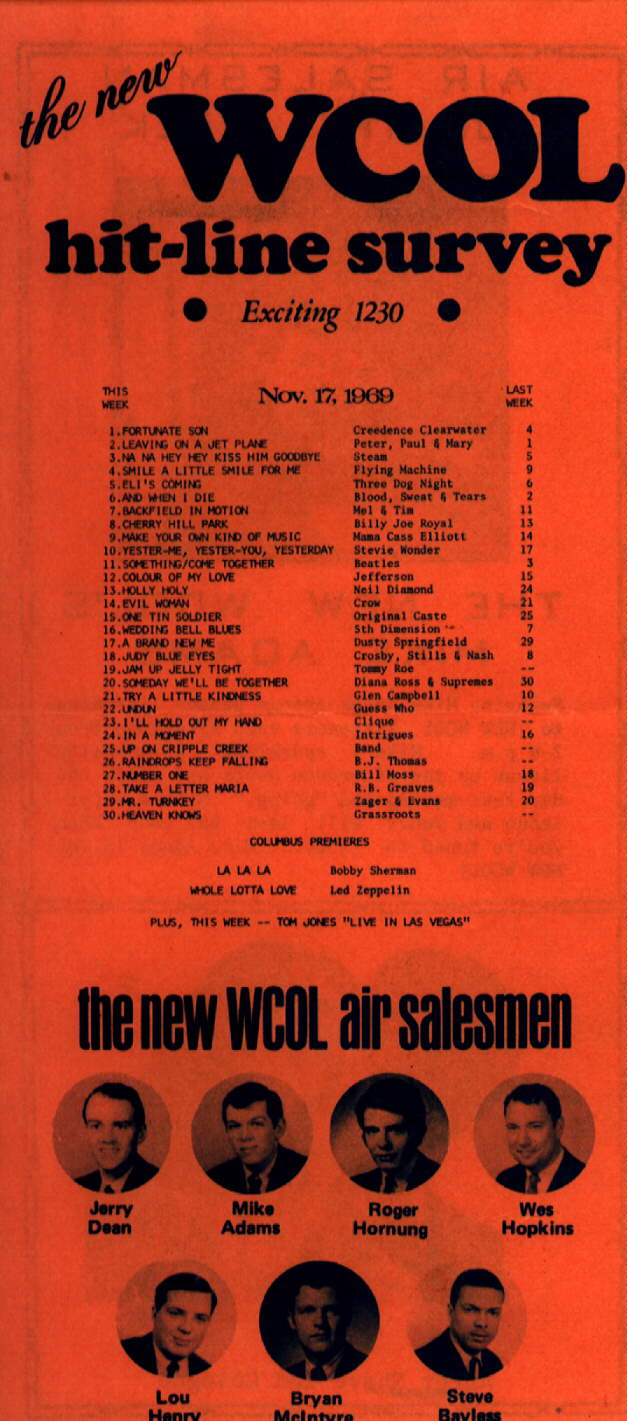 the new
WCOL
hit-line survey
● Exciting 1230 ●
THIS WEEK Nov. 17, 1969 LAST WEEK
1.FORTUNATE SON Creedence Clearwater 4
2.LEAVING ON A JET PLANE Peter, Paul & Mary 1
3.NA NA HEY HEY KISS HIM GOODBYE Steam 5
4.SMILE A LITTLE SMILE FOR ME Flying Machine 9
5.ELI'S COMING Three Dog Night 6
6.AND WHEN I DIE Blood, Sweat & Tears 2
7.BACKFIELD IN MOTION Mel & Tim 11
8.CHERRY HILL PARK Billy Joe Royal 13
9.MAKE YOUR OWN KIND OF MUSIC Mama Cass Elliott 14
10.YESTER-ME, YESTER-YOU, YESTERDAY Stevie Wonder 17
11.SOMETHING/COME TOGETHER Beatles 3
12.COLOUR OF MY LOVE Jefferson 15
13.HOLLY HOLY Neil Diamond 24
14.EVIL WOMAN Crow 21
15.ONE TIN SOLDIER Original Caste 25
16.WEDDING BELL BLUES 5th Dimension 7
17.A BRAND NEW ME Dusty Springfield 29
18.JUDY BLUE EYES Crosby, Stills & Nash 8
19.JAM UP JELLY TIGHT Tommy Roe --
20.SOMEDAY WE'LL BE TOGETHER Diana Ross & Supremes 30
21.TRY A LITTLE KINDNESS Glen Campbell 10
22.UNDUN Guess Who 12
23.I'LL HOLD OUT MY HAND Clique --
24.IN A MOMENT Intrigues 16
25.UP ON CRIPPLE CREEK Band --
26.RAINDROPS KEEP FALLING B.J. Thomas --
27.NUMBER ONE Bill Moss 18
28.TAKE A LETTER MARIA R.B. Greaves 19
29.MR. TURNKEY Zager & Evans 20
30.HEAVEN KNOWS Grassroots --
COLUMBUS PREMIERES
LA LA LA Bobby Sherman
WHOLE LOTTA LOVE Led Zeppelin
PLUS, THIS WEEK -- TOM JONES "LIVE IN LAS VEGAS"
the new WCOL air salesmen
Jerry Dean
Mike Adams
Roger Hornung
Wes Hopkins
Lou Henry
Bryan McIntyre
Steve Bayless